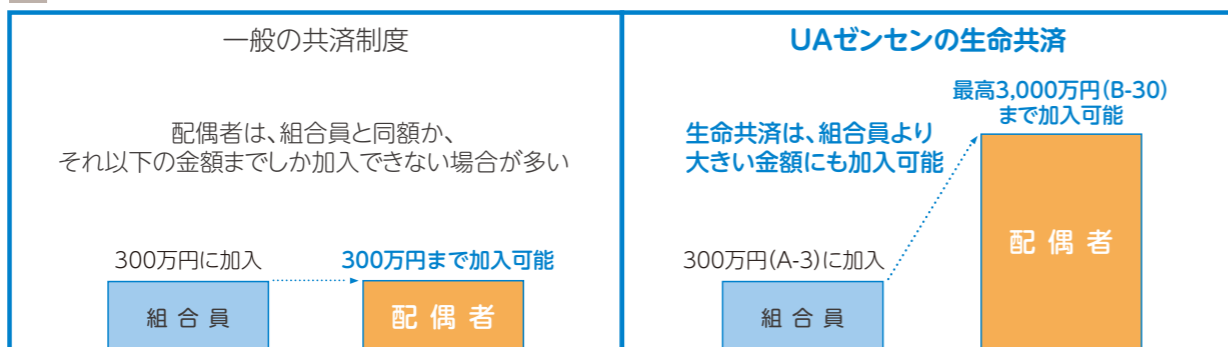 一般の共済制度
配偶者は、組合員と同額か、
それ以下の金額までしか加入できない場合が多い
300万円に加入
300万円まで加入可能
組合員
配偶者
UAゼンセンの生命共済
最高3,000万円(B-30)
まで加入可能
生命共済は、組合員より
大きい金額にも加入可能
300万円(A-3)に加入
組合員
配偶者